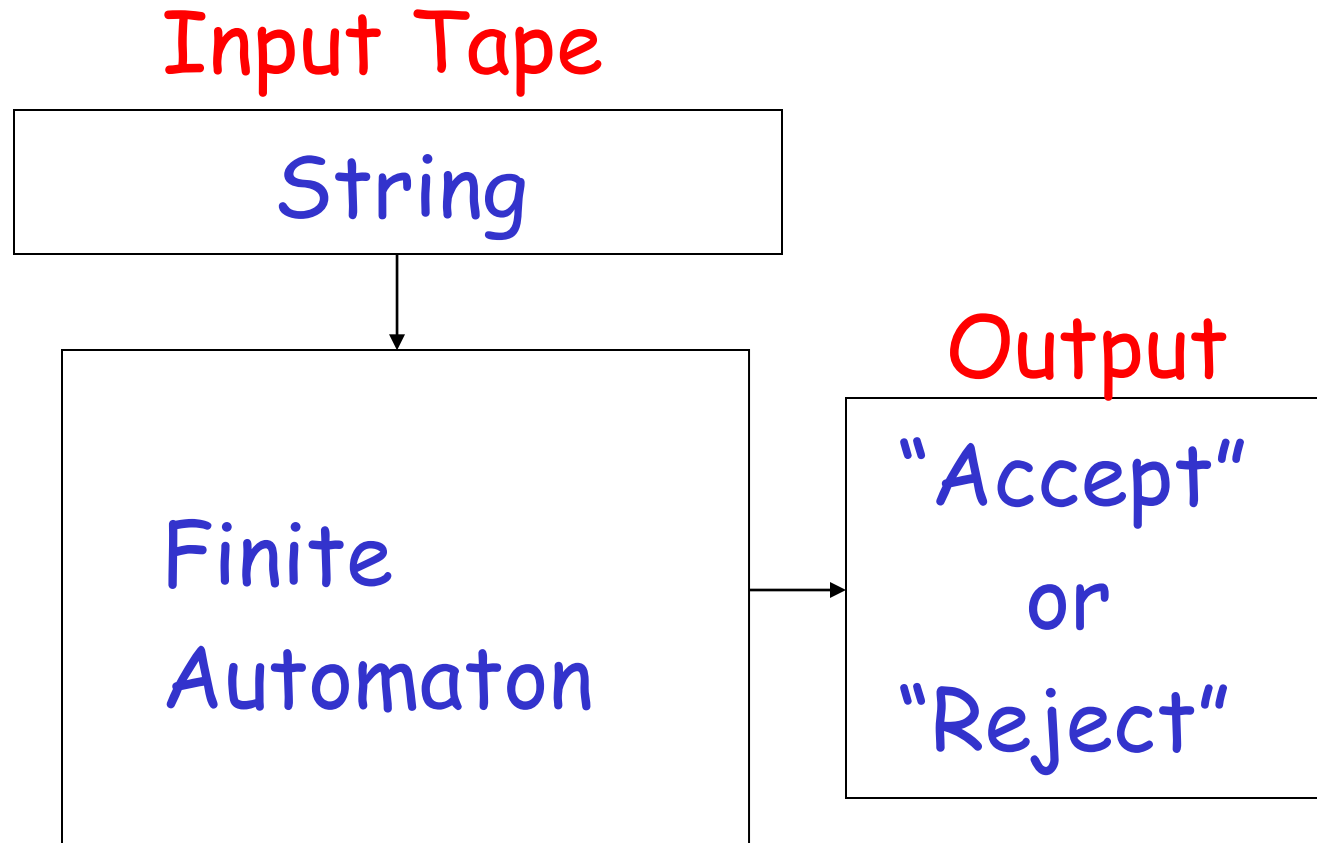 Input Tape
String
Output
“Accept”
or
“Reject”
Finite
Automaton